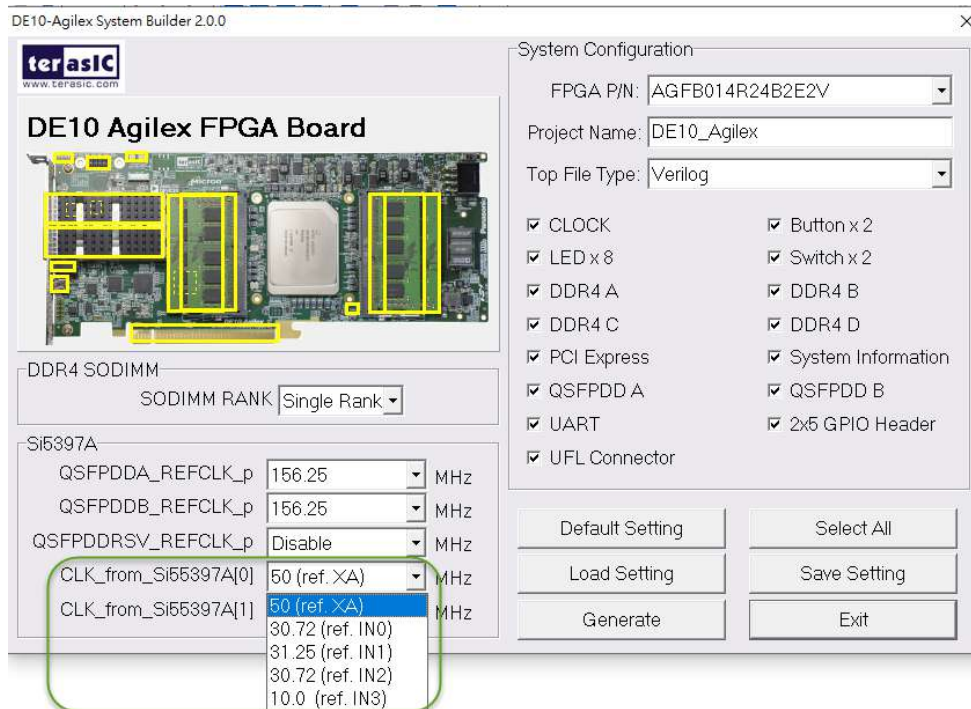 DE10-Agilex System Builder 2.0.0
terasIC
www.terasic.com
DE10 Agilex FPGA Board
DDR4 SODIMM
SODIMM RANK Single Rank
Si5397A
QSFPDDA_REFCLK_p 156.25 MHz
QSFPDDB_REFCLK_p 156.25 MHz
QSFPDDRSV_REFCLK_p Disable MHz
CLK_from_Si55397A[0] 50 (ref. XA) MHz
CLK_from_Si55397A[1] 50 (ref. XA) MHz
30.72 (ref. IN0)
31.25 (ref. IN1)
30.72 (ref. IN2)
10.0 (ref. IN3)
System Configuration
FPGA P/N: AGFB014R24B2E2V
Project Name: DE10_Agilex
Top File Type: Verilog
CLOCK Button x 2
LED x 8 Switch x 2
DDR4 A DDR4 B
DDR4 C DDR4 D
PCI Express System Information
QSFPDD A QSFPDD B
UART 2x5 GPIO Header
UFL Connector
Default Setting Select All
Load Setting Save Setting
Generate Exit